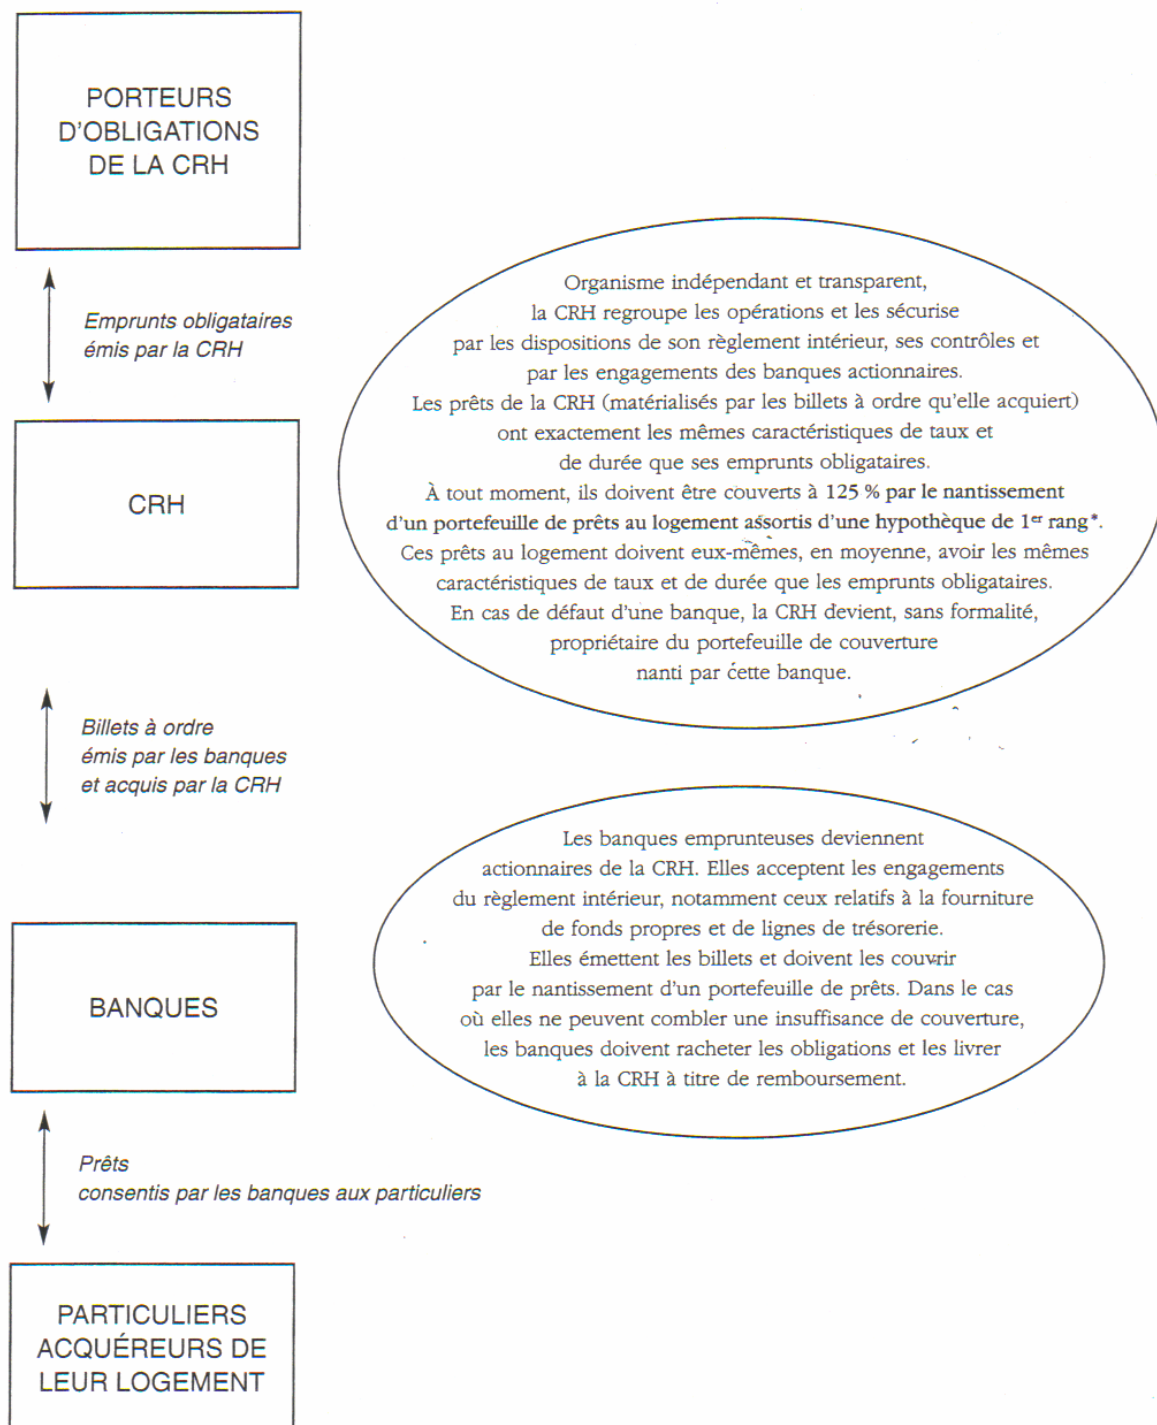 PORTEURS
D'OBLIGATIONS
DE LA CRH
Emprunts obligataires
émis par la CRH
Organisme indépendant et transparent,
la CRH regroupe les opérations et les sécurise
par les dispositions de son règlement intérieur, ses contrôles et
par les engagements des banques actionnaires.
Les prêts de la CRH (matérialisés par les billets à ordre qu'elle acquiert)
ont exactement les mêmes caractéristiques de taux et
de durée que ses emprunts obligataires.
À tout moment, ils doivent être couverts à 125 % par le nantissement
d'un portefeuille de prêts au logement assortis d'une hypothèque de 1er rang*.
Ces prêts au logement doivent eux-mêmes, en moyenne, avoir les mêmes
caractéristiques de taux et de durée que les emprunts obligataires.
En cas de défaut d'une banque, la CRH devient, sans formalité,
propriétaire du portefeuille de couverture
nanti par cette banque.
CRH
Billets à ordre
émis par les banques
et acquis par la CRH
Les banques emprunteuses deviennent
actionnaires de la CRH. Elles acceptent les engagements
du règlement intérieur, notamment ceux relatifs à la fourniture
de fonds propres et de lignes de trésorerie.
Elles émettent les billets et doivent les couvrir
par le nantissement d'un portefeuille de prêts. Dans le cas
où elles ne peuvent combler une insuffisance de couverture,
les banques doivent racheter les obligations et les livrer
à la CRH à titre de remboursement.
BANQUES
Prêts
consentis par les banques aux particuliers
PARTICULIERS
ACQUÉREURS DE
LEUR LOGEMENT